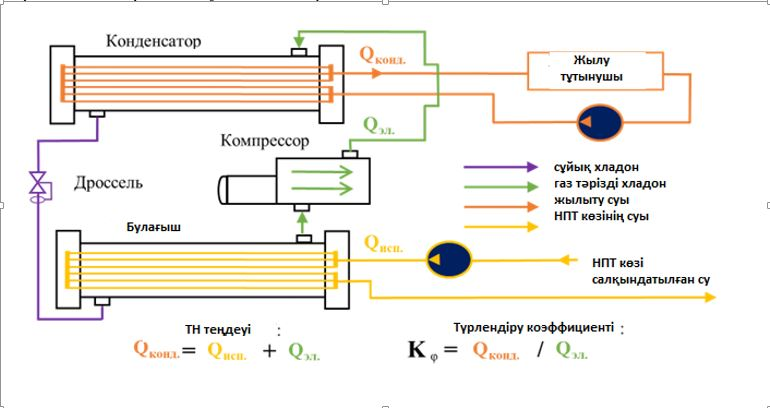 Конденсатор
Qконд.
Жылу
тұтынушы
Qэл.
Компрессор
Дроссель
сұйық хладон
газ тәрізді хладон
жылыту суы
НПТ көзінің суы
Булағыш
Qисп.
НПТ көзі
салқындатылған су
ТН теңдеуі :
Qконд. = Qисп. + Qэл.
Түрлендіру коэффициенті :
K φ = Qконд. / Qэл.